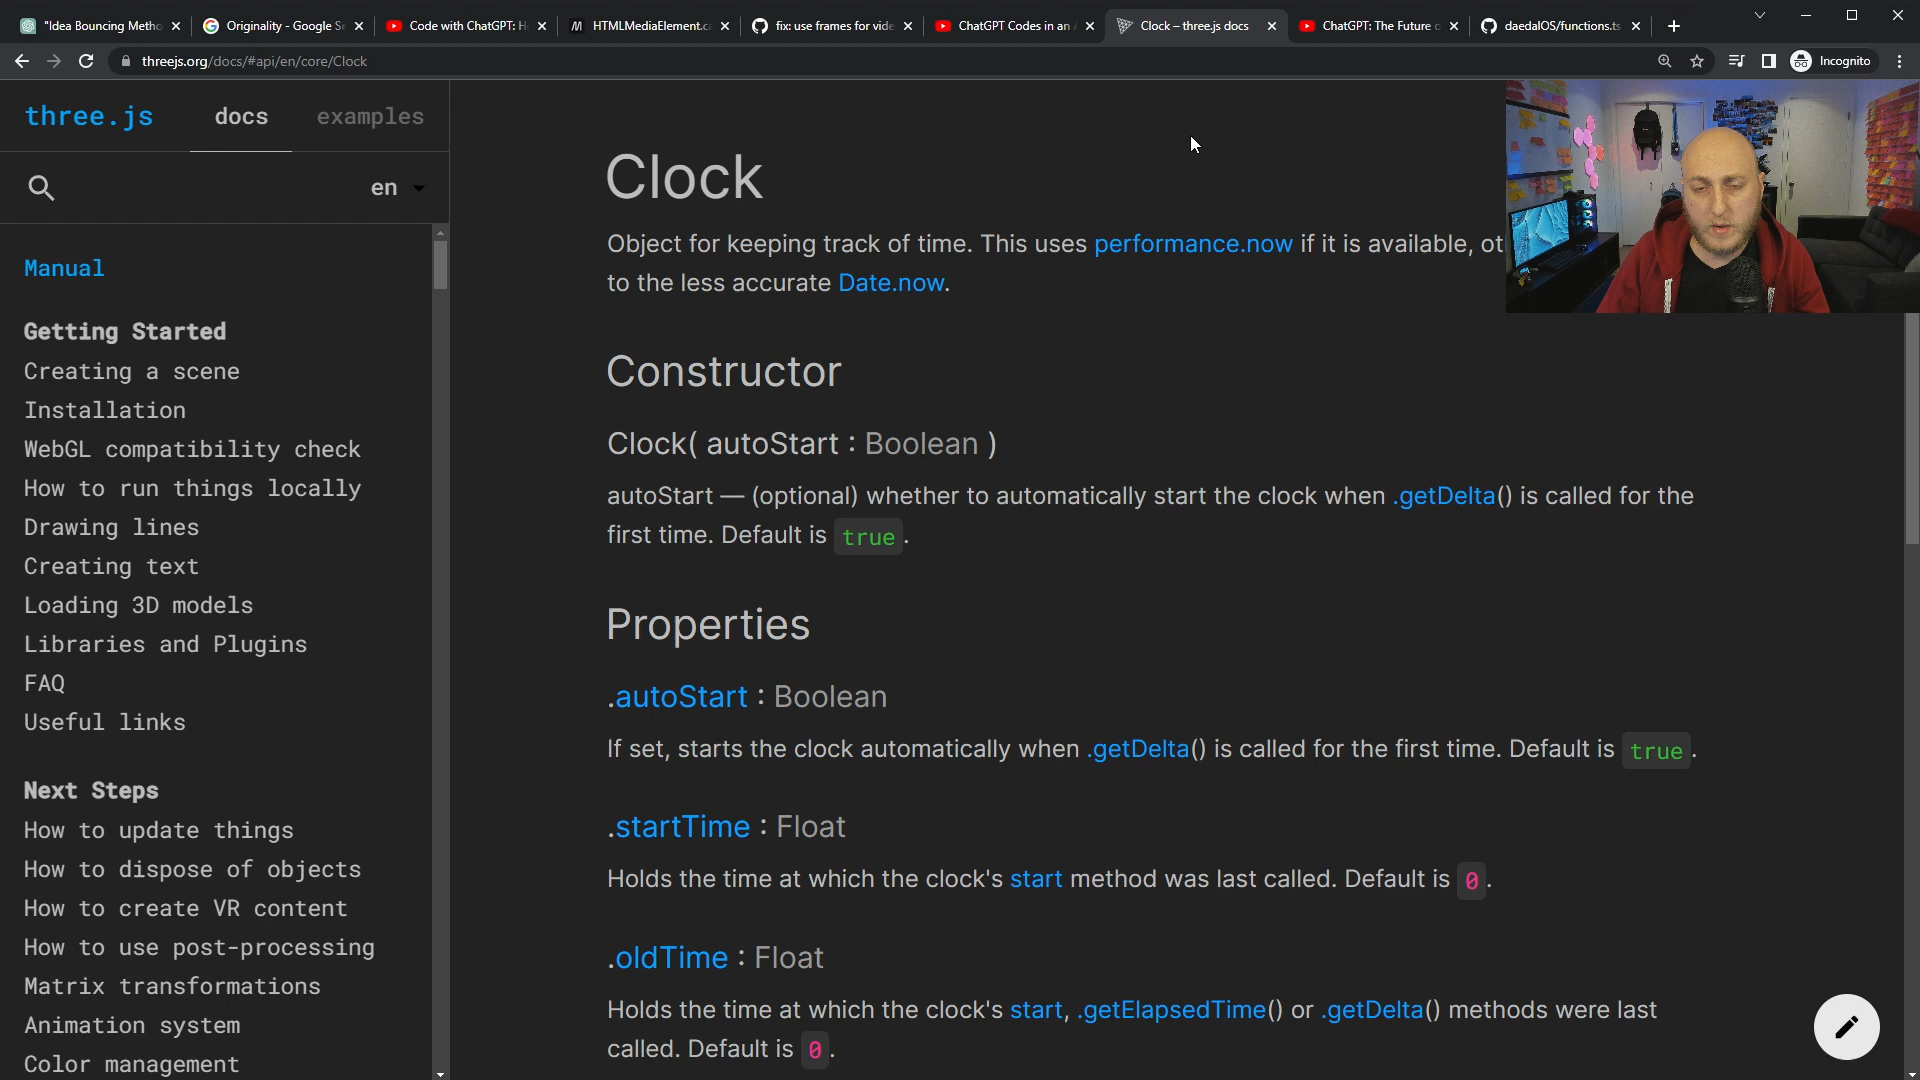 "Idea Bouncing Metho
Originality - Google Se
Code with ChatGPT: H
HTMLMediaElement.c
fix: use frames for vide
ChatGPT Codes in an
Clock – three.js docs
ChatGPT: The Future o
daedalOS/functions.ts
threejs.org/docs/#api/en/core/Clock
Incognito
three.js
docs
examples
en
Manual
Getting Started
Creating a scene
Installation
WebGL compatibility check
How to run things locally
Drawing lines
Creating text
Loading 3D models
Libraries and Plugins
FAQ
Useful links
Next Steps
How to update things
How to dispose of objects
How to create VR content
How to use post-processing
Matrix transformations
Animation system
Color management
Clock
Object for keeping track of time. This uses performance.now if it is available, ot
to the less accurate Date.now.
Constructor
Clock( autoStart : Boolean )
autoStart — (optional) whether to automatically start the clock when .getDelta() is called for the
first time. Default is true.
Properties
.autoStart : Boolean
If set, starts the clock automatically when .getDelta() is called for the first time. Default is true.
.startTime : Float
Holds the time at which the clock's start method was last called. Default is 0.
.oldTime : Float
Holds the time at which the clock's start, .getElapsedTime() or .getDelta() methods were last
called. Default is 0.